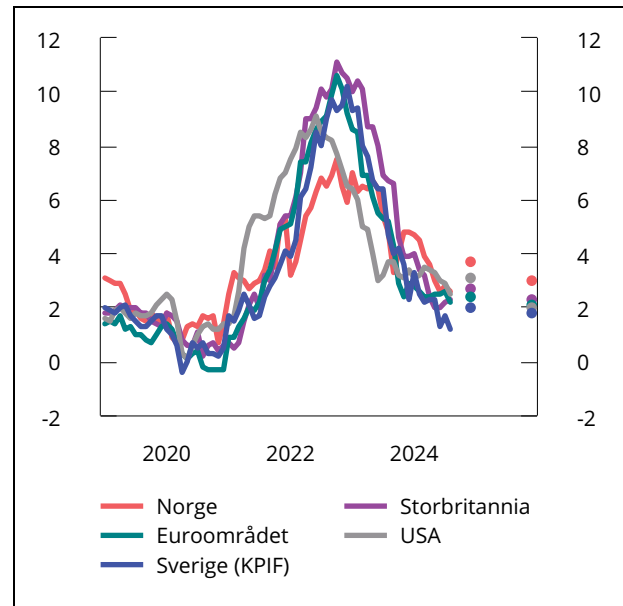 12 12
10 10
8 8
6 6
4 4
2 2
0 0
-2 -2
2020 2022 2024
Norge Storbritannia
Euroområdet USA
Sverige (KPIF)